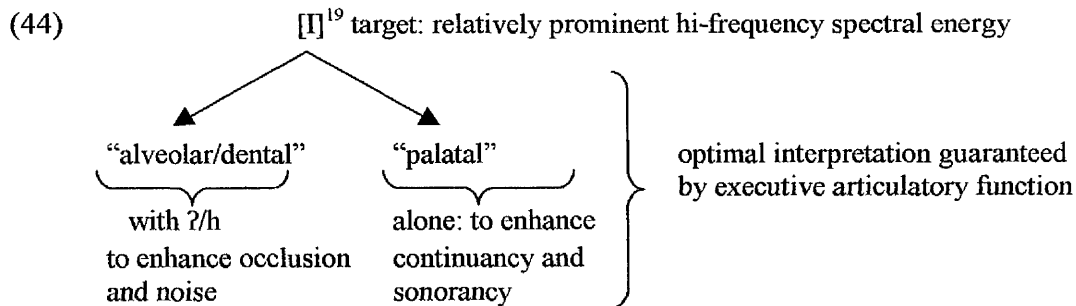 (44) [I]19 target: relatively prominent hi-frequency spectral energy
"alveolar/dental" "palatal" optimal interpretation guaranteed
by executive articulatory function
with ʔ/h alone: to enhance
to enhance occlusion continuancy and
and noise sonorancy